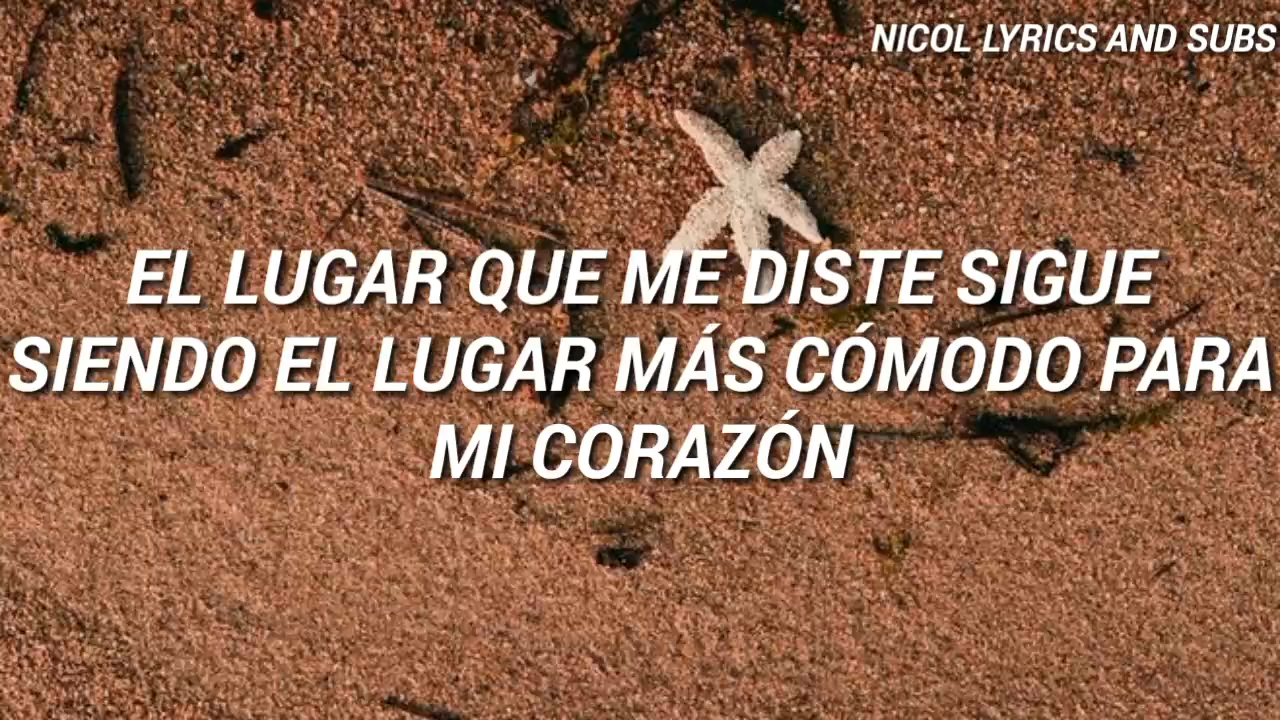 NICOL LYRICS AND SUBS
EL LUGAR QUE ME DISTE SIGUE
SIENDO EL LUGAR MÁS CÓMODO PARA
MI CORAZÓN